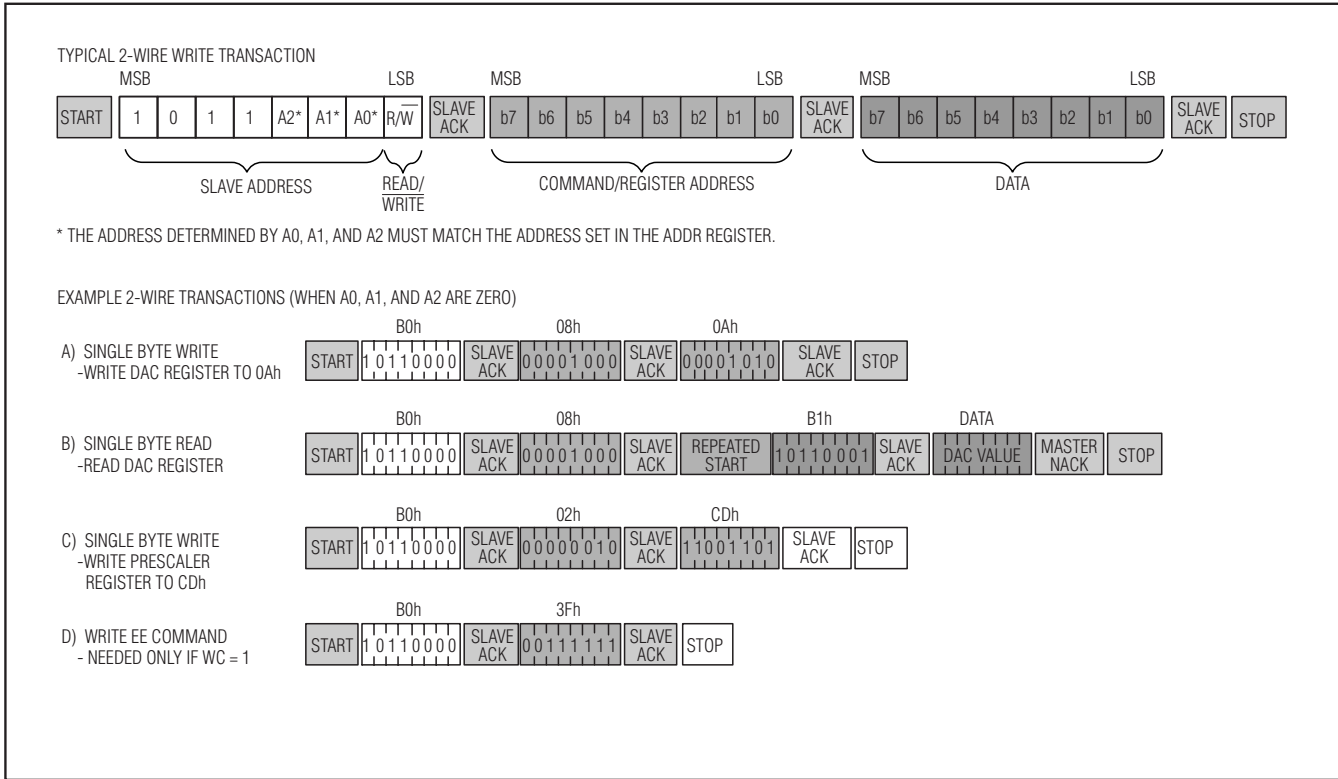 TYPICAL 2-WIRE WRITE TRANSACTION
MSB LSB MSB LSB MSB LSB
START 1 0 1 1 A2* A1* A0* R/W̅ SLAVE ACK b7 b6 b5 b4 b3 b2 b1 b0 SLAVE ACK b7 b6 b5 b4 b3 b2 b1 b0 SLAVE ACK STOP
SLAVE ADDRESS READ/WRITE COMMAND/REGISTER ADDRESS DATA
* THE ADDRESS DETERMINED BY A0, A1, AND A2 MUST MATCH THE ADDRESS SET IN THE ADDR REGISTER.
EXAMPLE 2-WIRE TRANSACTIONS (WHEN A0, A1, AND A2 ARE ZERO)
B0h 08h 0Ah
A) SINGLE BYTE WRITE
-WRITE DAC REGISTER TO 0Ah
START 10110000 SLAVE ACK 00001000 SLAVE ACK 00001010 SLAVE ACK STOP
B0h 08h B1h DATA
B) SINGLE BYTE READ
-READ DAC REGISTER
START 10110000 SLAVE ACK 00001000 SLAVE ACK REPEATED START 10110001 SLAVE ACK DAC VALUE MASTER NACK STOP
B0h 02h CDh
C) SINGLE BYTE WRITE
-WRITE PRESCALER
REGISTER TO CDh
START 10110000 SLAVE ACK 00000010 SLAVE ACK 11001101 SLAVE ACK STOP
B0h 3Fh
D) WRITE EE COMMAND
- NEEDED ONLY IF WC = 1
START 10110000 SLAVE ACK 00111111 SLAVE ACK STOP